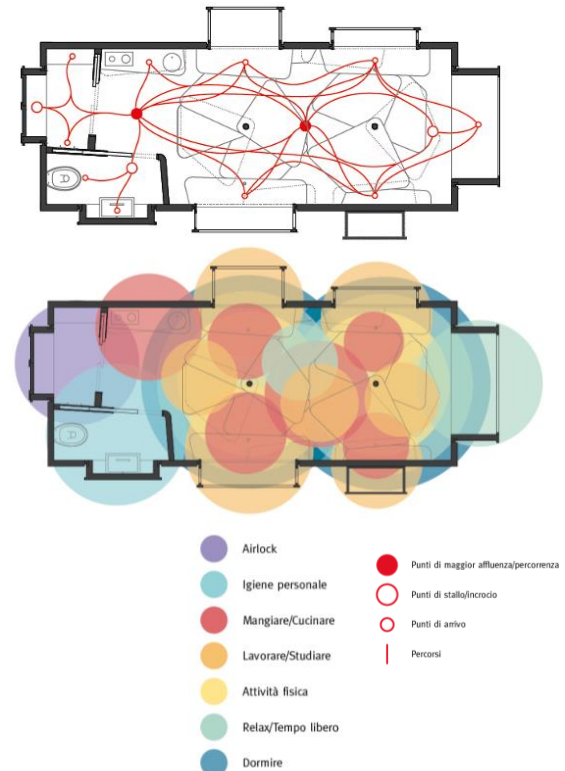 Airlock
Igiene personale
Mangiare/Cucinare
Lavorare/Studiare
Attività fisica
Relax/Tempo libero
Dormire
Punti di maggior affluenza/percorrenza
Punti di stallo/incrocio
Punti di arrivo
Percorsi